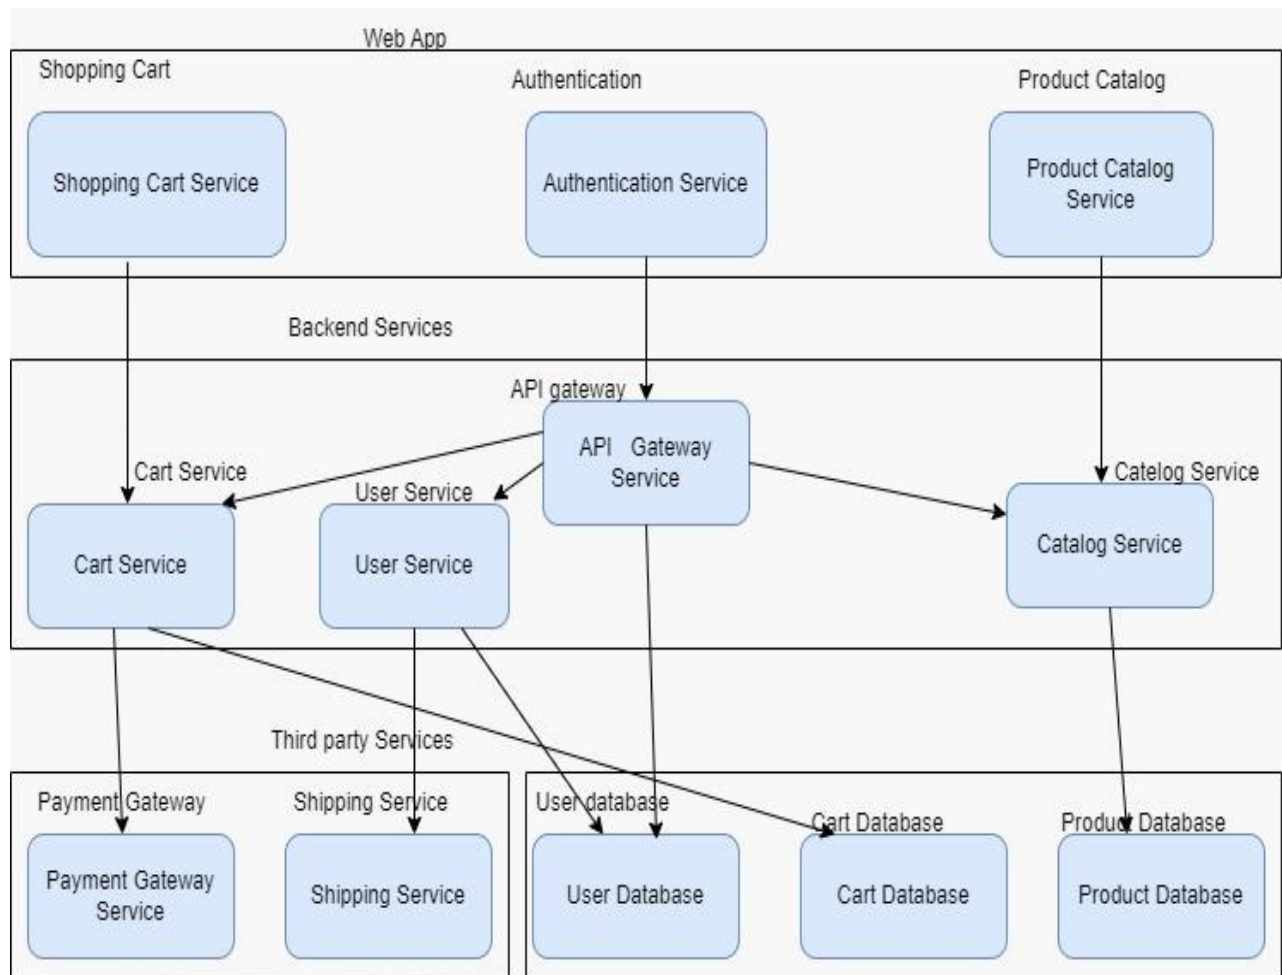 Web App
Shopping Cart
Authentication
Product Catalog
Shopping Cart Service
Authentication Service
Product Catalog
Service
Backend Services
API gateway
API Gateway
Service
Cart Service
User Service
Catelog Service
Cart Service
User Service
Catalog Service
Third party Services
Payment Gateway
Shipping Service
User database
Cart Database
Product Database
Payment Gateway
Service
Shipping Service
User Database
Cart Database
Product Database